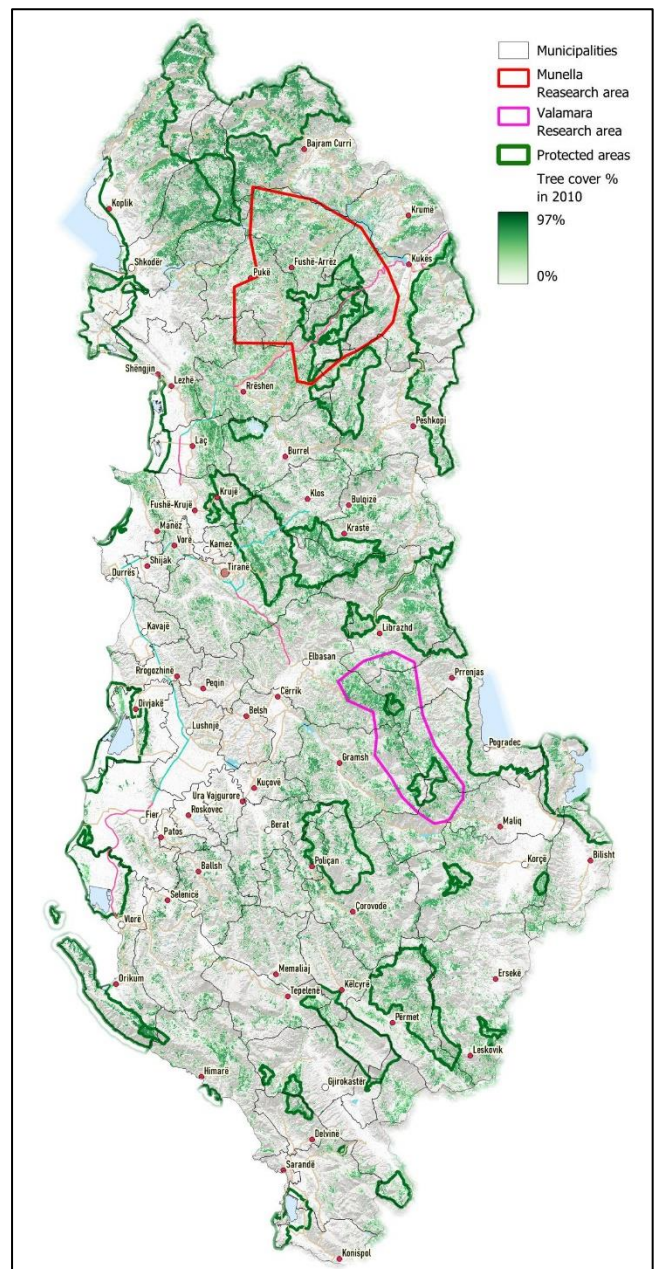 Municipalities
Munella
Reasearch area
Valamara
Research area
Protected areas
Tree cover %
in 2010
97%
0%
Bajram Curri
Koplik
Krumë
Shkodër
Fushë-Arrëz
Kukës
Pukë
Shëngjin
Lezhë
Rrëshen
Peshkopi
Laç
Burrel
Krujë
Klos
Bulqizë
Fushë-Krujë
Manëz
Krastë
Vorë
Kamez
Shijak
Tiranë
Durrës
Kavajë
Librazhd
Elbasan
Rrogozhinë
Peqin
Prrenjas
Cërrik
Divjakë
Belsh
Lushnjë
Pogradec
Gramsh
Kuçovë
Ura Vajgurore
Fier
Roskovec
Berat
Maliq
Patos
Korçë
Bilisht
Ballsh
Poliçan
Selenicë
Çorovodë
Vlorë
Memaliaj
Ersekë
Orikum
Tepelenë
Këlcyrë
Përmet
Leskovik
Himarë
Gjirokastër
Delvinë
Sarandë
Konispol